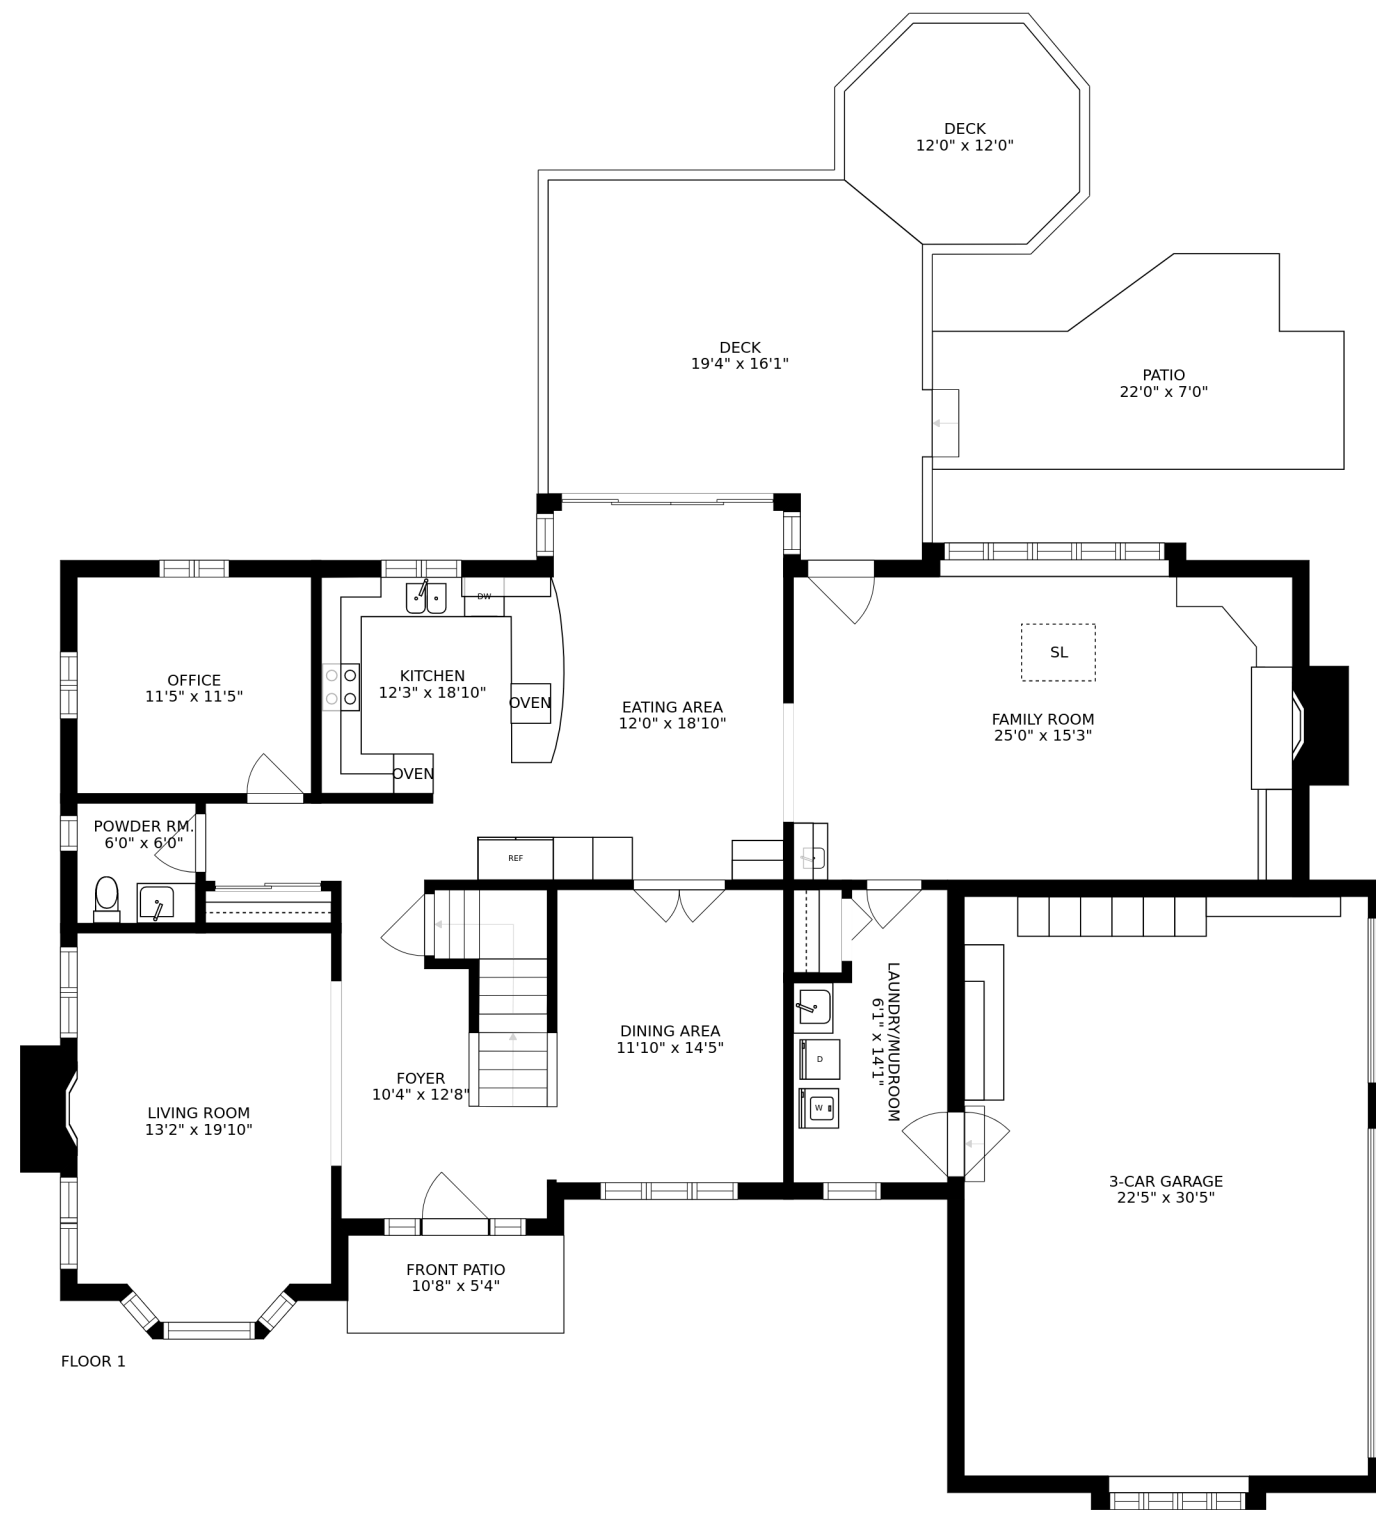 DECK
12'0" x 12'0"
DECK
19'4" x 16'1"
PATIO
22'0" x 7'0"
DW
SL
OFFICE
11'5" x 11'5"
KITCHEN
12'3" x 18'10"
OVEN
EATING AREA
12'0" x 18'10"
FAMILY ROOM
25'0" x 15'3"
OVEN
POWDER RM.
6'0" x 6'0"
REF
LAUNDRY/MUDROOM
6'1" x 14'1"
DINING AREA
11'10" x 14'5"
D
FOYER
10'4" x 12'8"
W
LIVING ROOM
13'2" x 19'10"
3-CAR GARAGE
22'5" x 30'5"
FRONT PATIO
10'8" x 5'4"
FLOOR 1